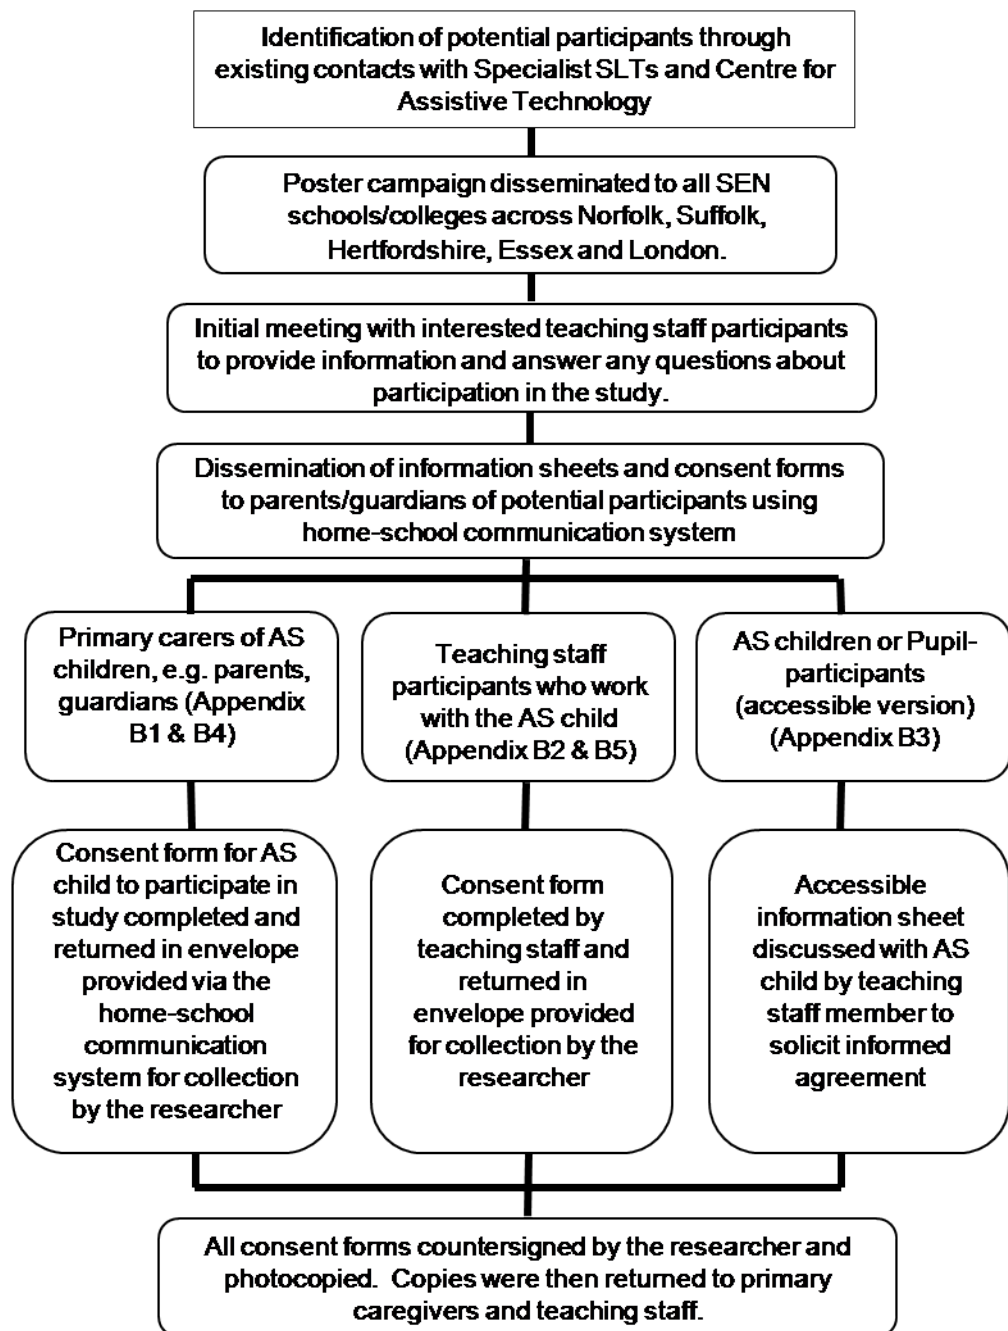 Identification of potential participants through
existing contacts with Specialist SLTs and Centre for
Assistive Technology
Poster campaign disseminated to all SEN
schools/colleges across Norfolk, Suffolk,
Hertfordshire, Essex and London.
Initial meeting with interested teaching staff participants
to provide information and answer any questions about
participation in the study.
Dissemination of information sheets and consent forms
to parents/guardians of potential participants using
home-school communication system
Primary carers of AS
children, e.g. parents,
guardians (Appendix
B1 & B4)
Teaching staff
participants who work
with the AS child
(Appendix B2 & B5)
AS children or Pupil-
participants
(accessible version)
(Appendix B3)
Consent form for AS
child to participate in
study completed and
returned in envelope
provided via the
home-school
communication
system for collection
by the researcher
Consent form
completed by
teaching staff and
returned in
envelope provided
for collection by the
researcher
Accessible
information sheet
discussed with AS
child by teaching
staff member to
solicit informed
agreement
All consent forms countersigned by the researcher and
photocopied.  Copies were then returned to primary
caregivers and teaching staff.